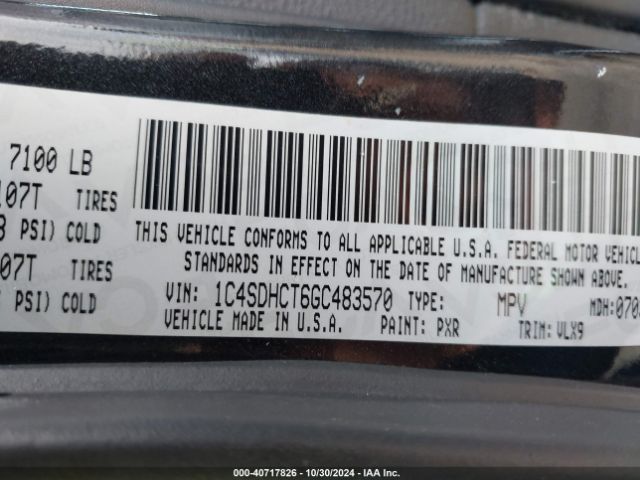 7100 LB
107T TIRES
PSI) COLD
07T TIRES
PSI) COLD
THIS VEHICLE CONFORMS TO ALL APPLICABLE U.S.A. FEDERAL MOTOR VEHICL
STANDARDS IN EFFECT ON THE DATE OF MANUFACTURE SHOWN ABOVE.
VIN: 1C4SDHCT6GC483570 TYPE: MPV MDH:070
VEHICLE MADE IN U.S.A. PAINT: PXR TRIM: VLX9
000-40717826 - 10/30/2024 - IAA Inc.